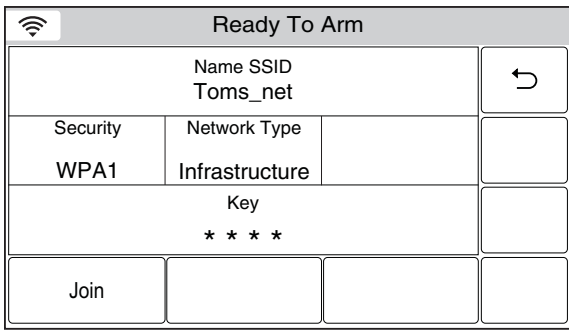 Ready To Arm
Name SSID
Toms_net
Security
Network Type
WPA1
Infrastructure
Key
* * * *
Join